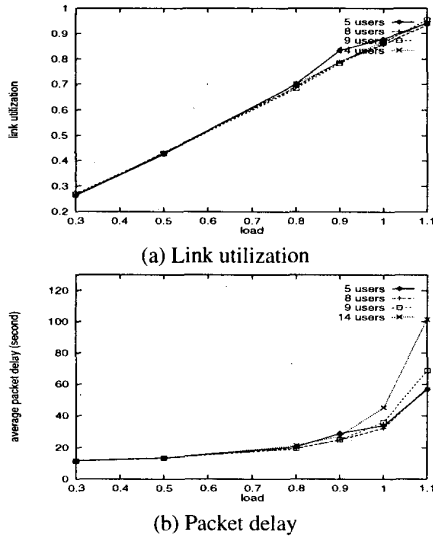 1
0.9
0.8
0.7
0.6
0.5
0.4
0.3
0.2
link utilization
5 users
8 users
9 users
14 users
0.3 0.4 0.5 0.6 0.7 0.8 0.9 1.0 1.1
load
(a) Link utilization
120
100
80
60
40
20
0
average packet delay (second)
5 users
8 users
9 users
14 users
0.3 0.4 0.5 0.6 0.7 0.8 0.9 1.0 1.1
load
(b) Packet delay